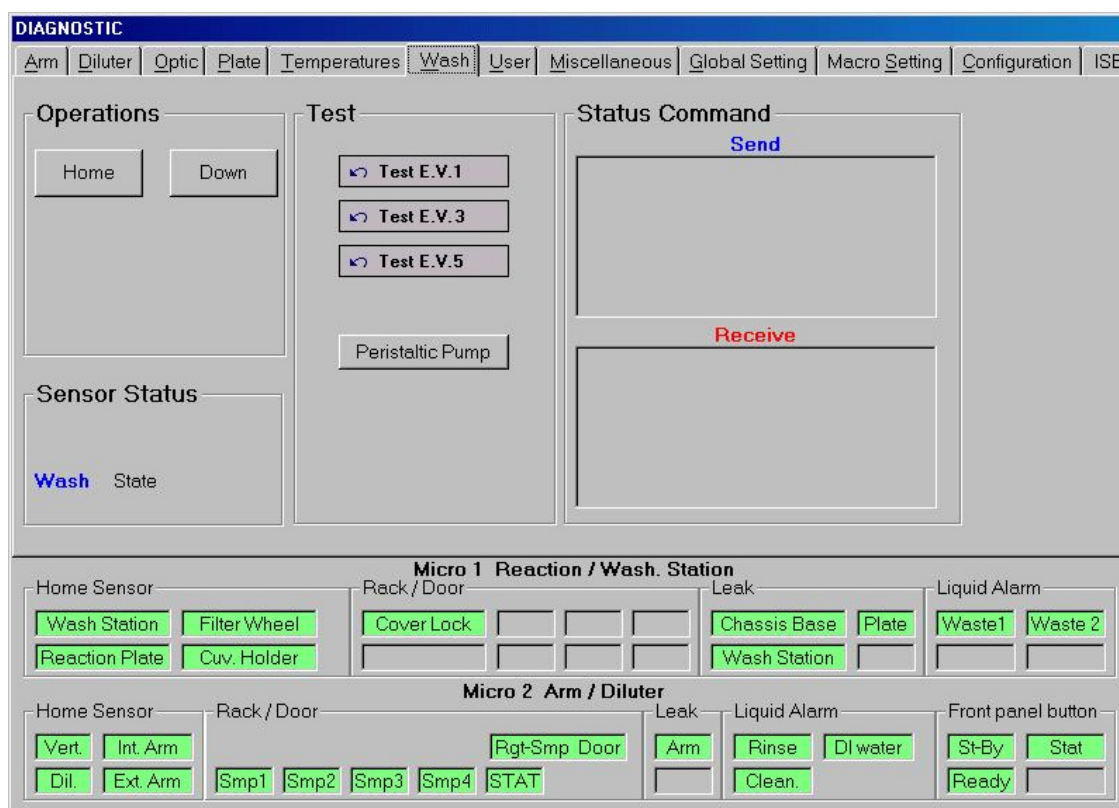 DIAGNOSTIC
Arm Diluter Optic Plate Temperatures Wash User Miscellaneous Global Setting Macro Setting Configuration ISE
Operations
Home Down
Sensor Status
Wash State
Test
Test E.V.1
Test E.V.3
Test E.V.5
Peristaltic Pump
Status Command
Send
Receive
Micro 1 Reaction / Wash. Station
Home Sensor Rack / Door Leak Liquid Alarm
Wash Station Filter Wheel Cover Lock Chassis Base Plate Waste1 Waste 2
Reaction Plate Cuv. Holder Wash Station
Micro 2 Arm / Diluter
Home Sensor Rack / Door Leak Liquid Alarm Front panel button
Vert. Int. Arm Rgt-Smp Door Arm Rinse DI water St-By Stat
Dil. Ext. Arm Smp1 Smp2 Smp3 Smp4 STAT Clean. Ready